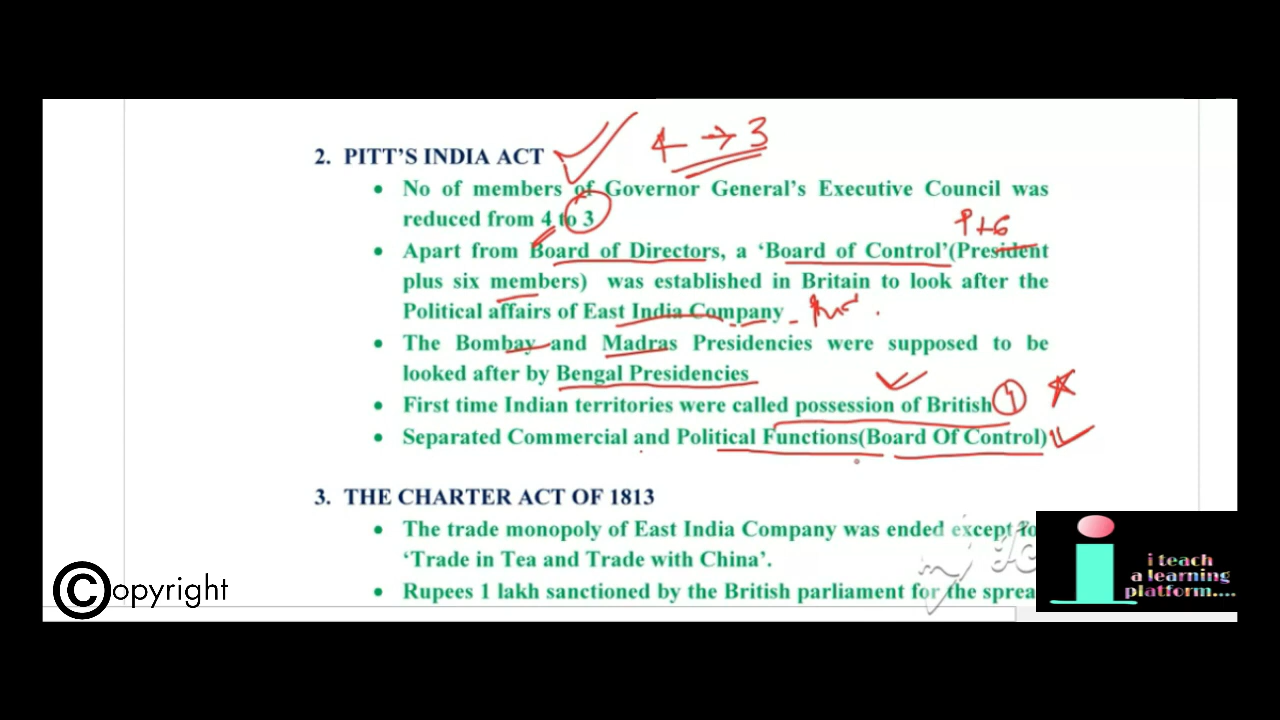 4 → 3
2. PITT'S INDIA ACT
• No of members of Governor General's Executive Council was
reduced from 4 to 3
P+6
• Apart from Board of Directors, a 'Board of Control'(President
plus six members) was established in Britain to look after the
Political affairs of East India Company
• The Bombay and Madras Presidencies were supposed to be
looked after by Bengal Presidencies
• First time Indian territories were called possession of British
• Separated Commercial and Political Functions(Board Of Control)
3. THE CHARTER ACT OF 1813
• The trade monopoly of East India Company was ended except fo
'Trade in Tea and Trade with China'.
• Rupees 1 lakh sanctioned by the British parliament for the sprea
©opyright
i teach
a learning
platform....